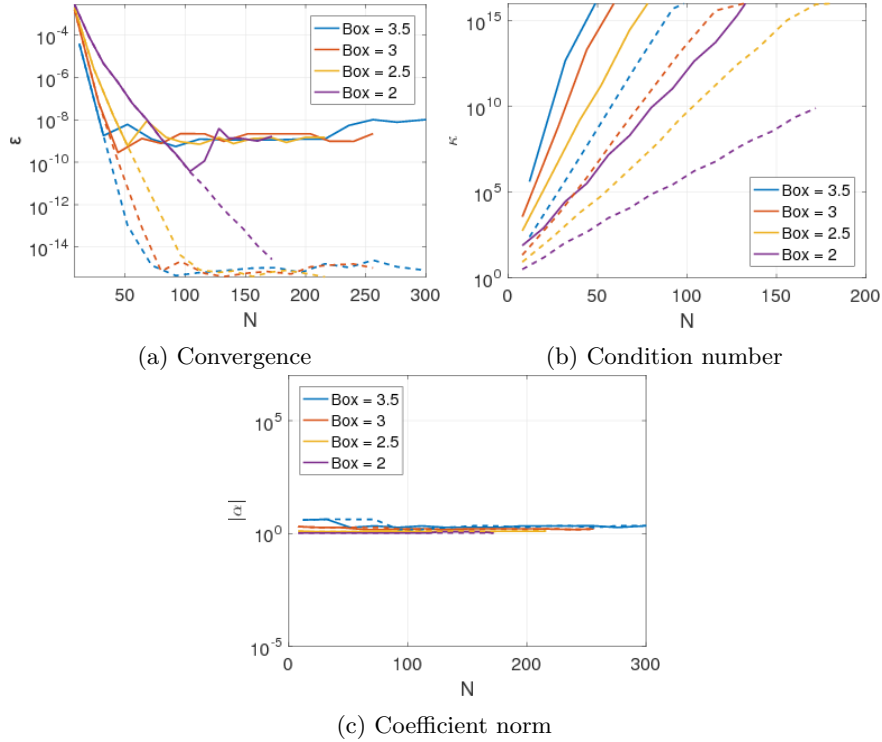 10^-4
10^-6
10^-8
10^-10
10^-12
10^-14
ε
50 100 150 200 250 300
N
Box = 3.5
Box = 3
Box = 2.5
Box = 2
(a) Convergence
10^15
10^10
10^5
10^0
κ
0 50 100 150 200
N
Box = 3.5
Box = 3
Box = 2.5
Box = 2
(b) Condition number
10^5
10^0
10^-5
|α|
0 100 200 300
N
Box = 3.5
Box = 3
Box = 2.5
Box = 2
(c) Coefficient norm